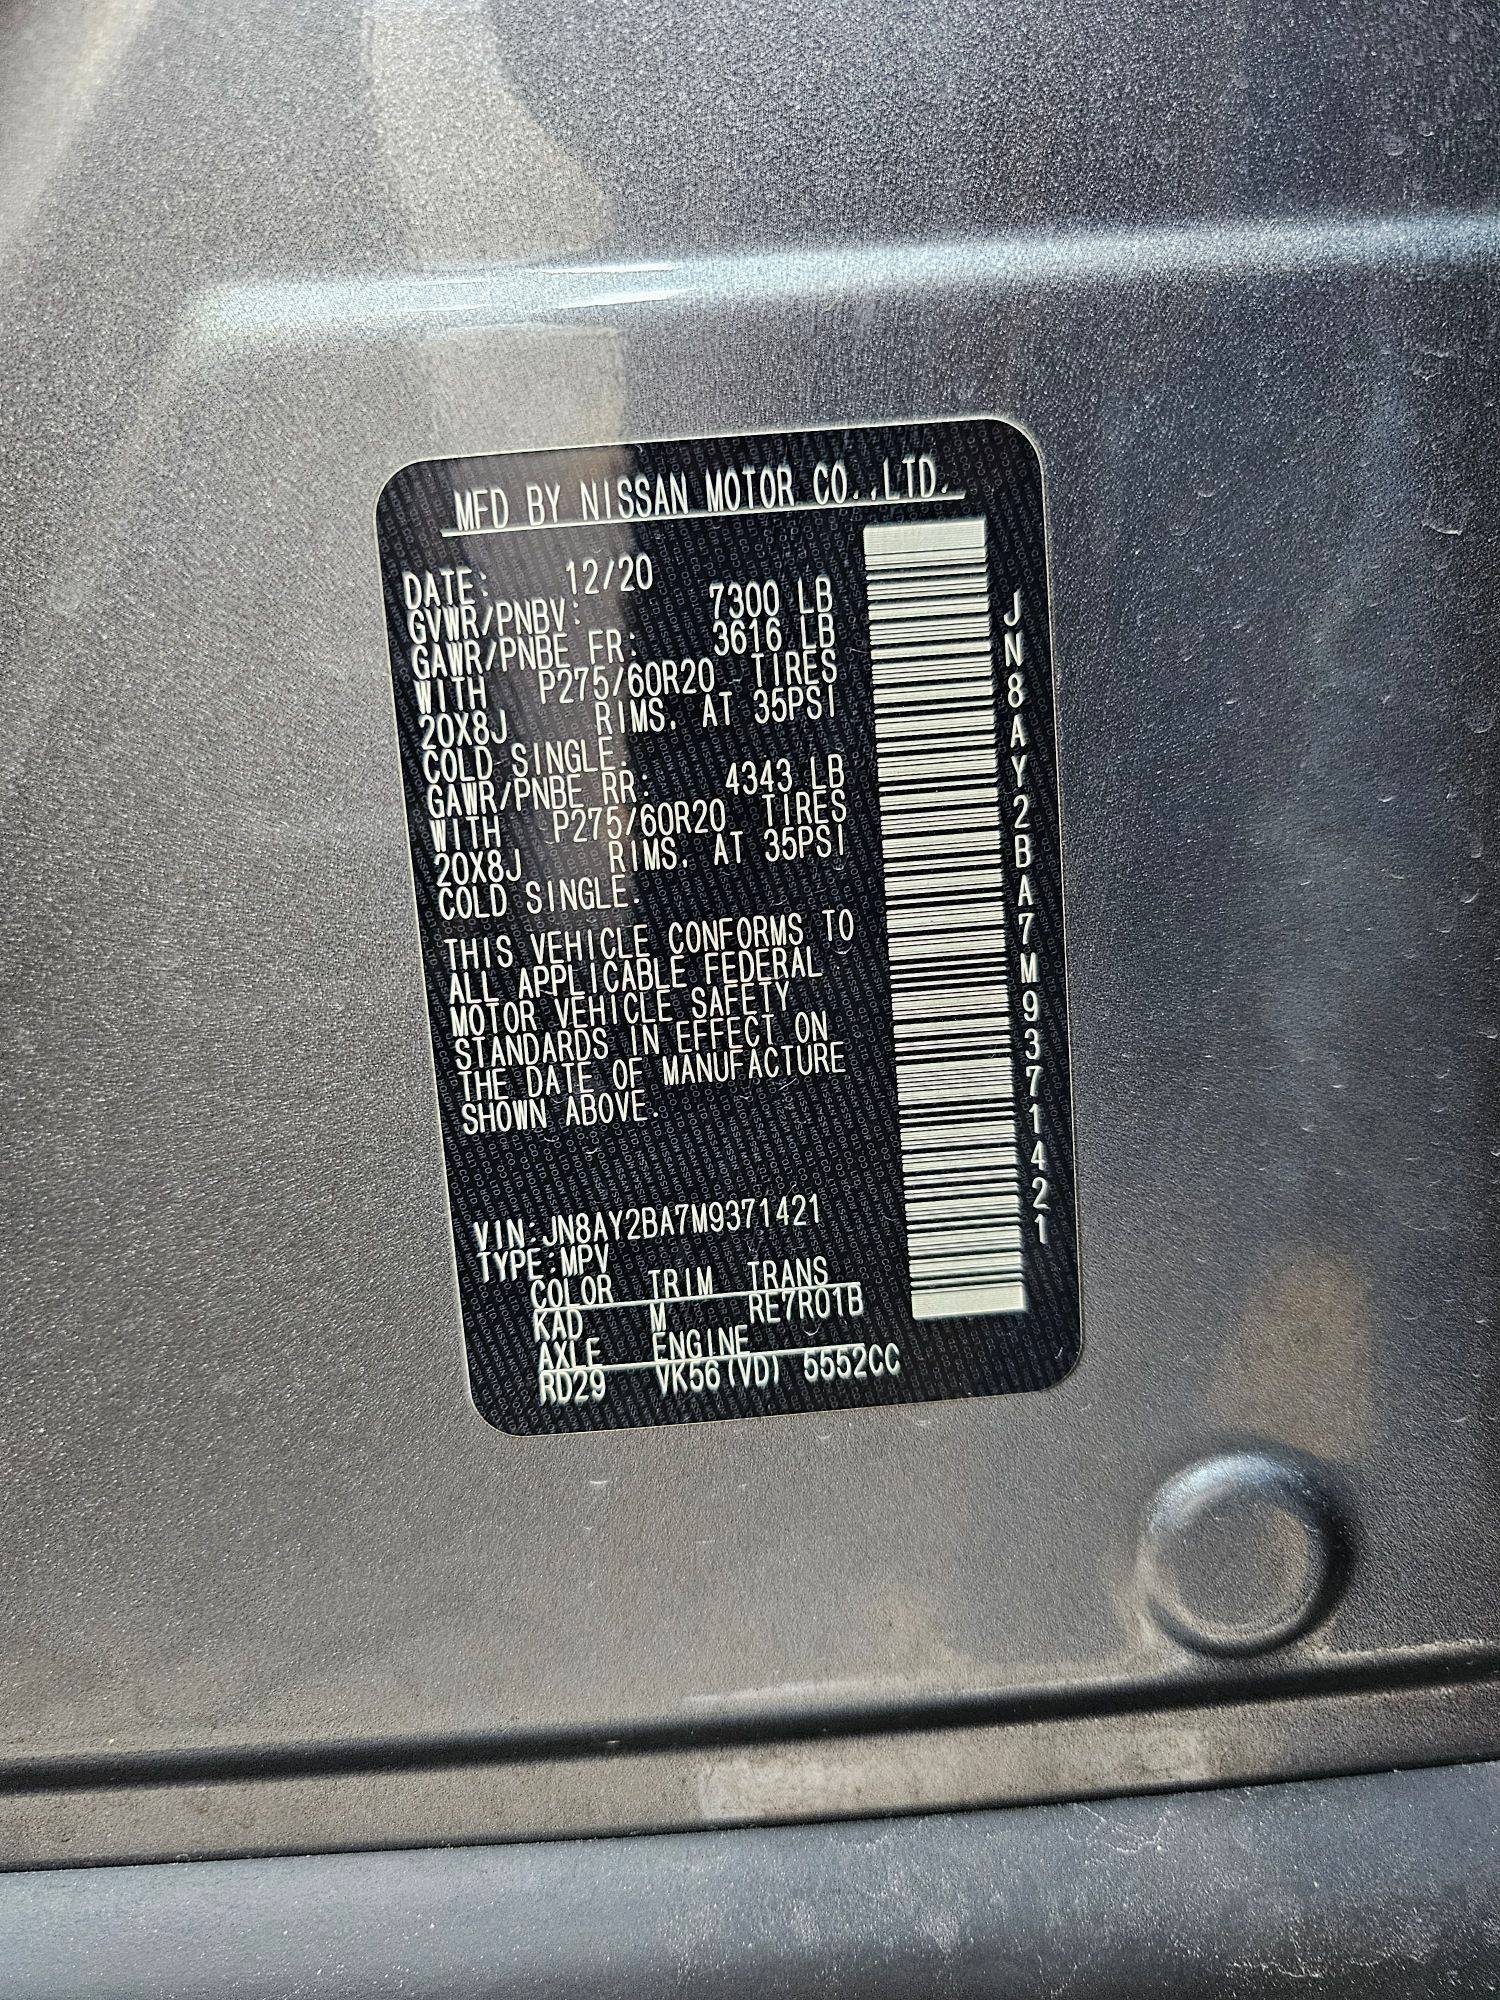 MFD BY NISSAN MOTOR CO.,LTD.
DATE: 12/20
GVWR/PNBV: 7300 LB
GAWR/PNBE FR: 3616 LB
WITH P275/60R20 TIRES
20X8J RIMS. AT 35PSI
COLD SINGLE.
GAWR/PNBE RR: 4343 LB
WITH P275/60R20 TIRES
20X8J RIMS. AT 35PSI
COLD SINGLE.
THIS VEHICLE CONFORMS TO
ALL APPLICABLE FEDERAL
MOTOR VEHICLE SAFETY
STANDARDS IN EFFECT ON
THE DATE OF MANUFACTURE
SHOWN ABOVE.
VIN:JN8AY2BA7M9371421
TYPE:MPV
COLOR TRIM TRANS
KAD M RE7R01B
AXLE ENGINE
RD29 VK56(VD) 5552CC
JN8AY2BA7M9371421